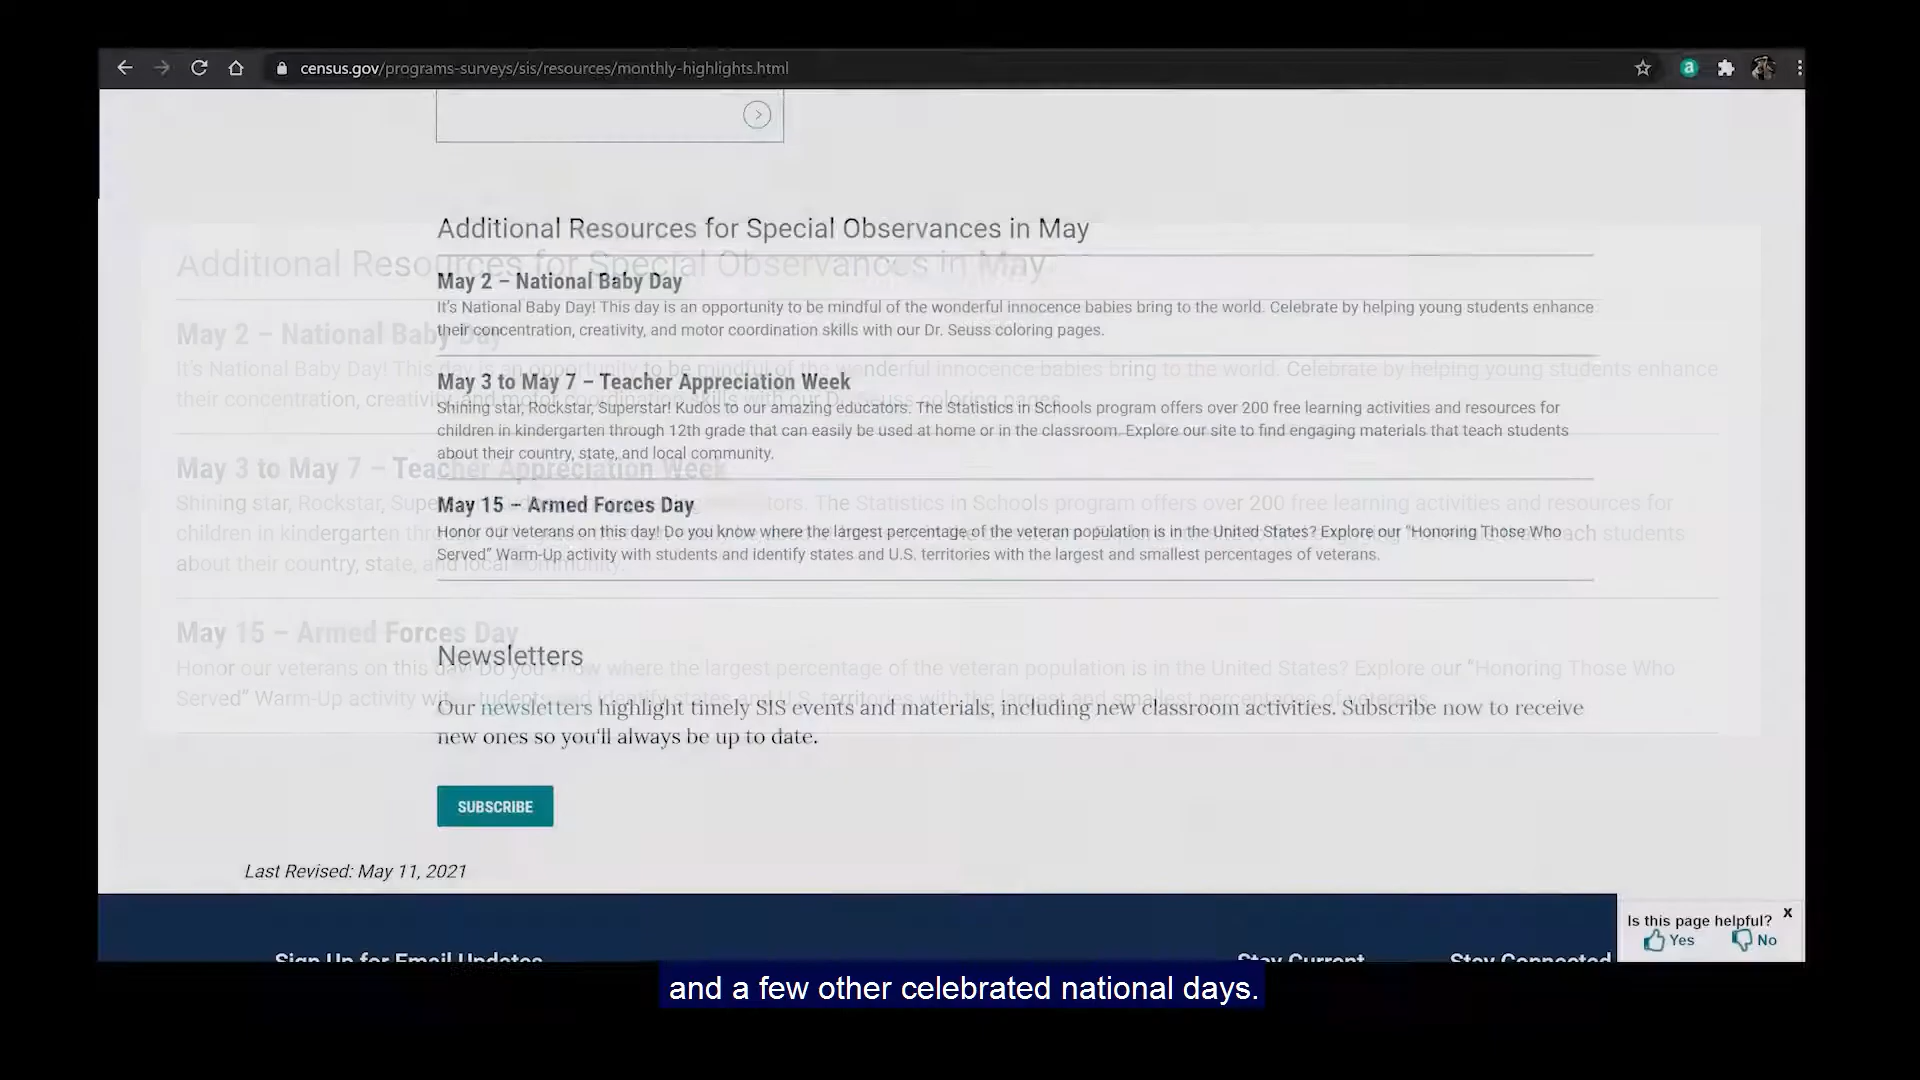 census.gov/programs-surveys/sis/resources/monthly-highlights.html
Additional Resources for Special Observances in May
May 2 – National Baby Day
It's National Baby Day! This day is an opportunity to be mindful of the wonderful innocence babies bring to the world. Celebrate by helping young students enhance
their concentration, creativity, and motor coordination skills with our Dr. Seuss coloring pages.
May 3 to May 7 – Teacher Appreciation Week
Shining star, Rockstar, Superstar! Kudos to our amazing educators. The Statistics in Schools program offers over 200 free learning activities and resources for
children in kindergarten through 12th grade that can easily be used at home or in the classroom. Explore our site to find engaging materials that teach students
about their country, state, and local community.
May 15 – Armed Forces Day
Honor our veterans on this day! Do you know where the largest percentage of the veteran population is in the United States? Explore our "Honoring Those Who
Served" Warm-Up activity with students and identify states and U.S. territories with the largest and smallest percentages of veterans.
Newsletters
Our newsletters highlight timely SIS events and materials, including new classroom activities. Subscribe now to receive
new ones so you'll always be up to date.
SUBSCRIBE
Last Revised: May 11, 2021
Is this page helpful? x
Yes No
Sign Up for Email Updates Stay Current Stay Connected
and a few other celebrated national days.